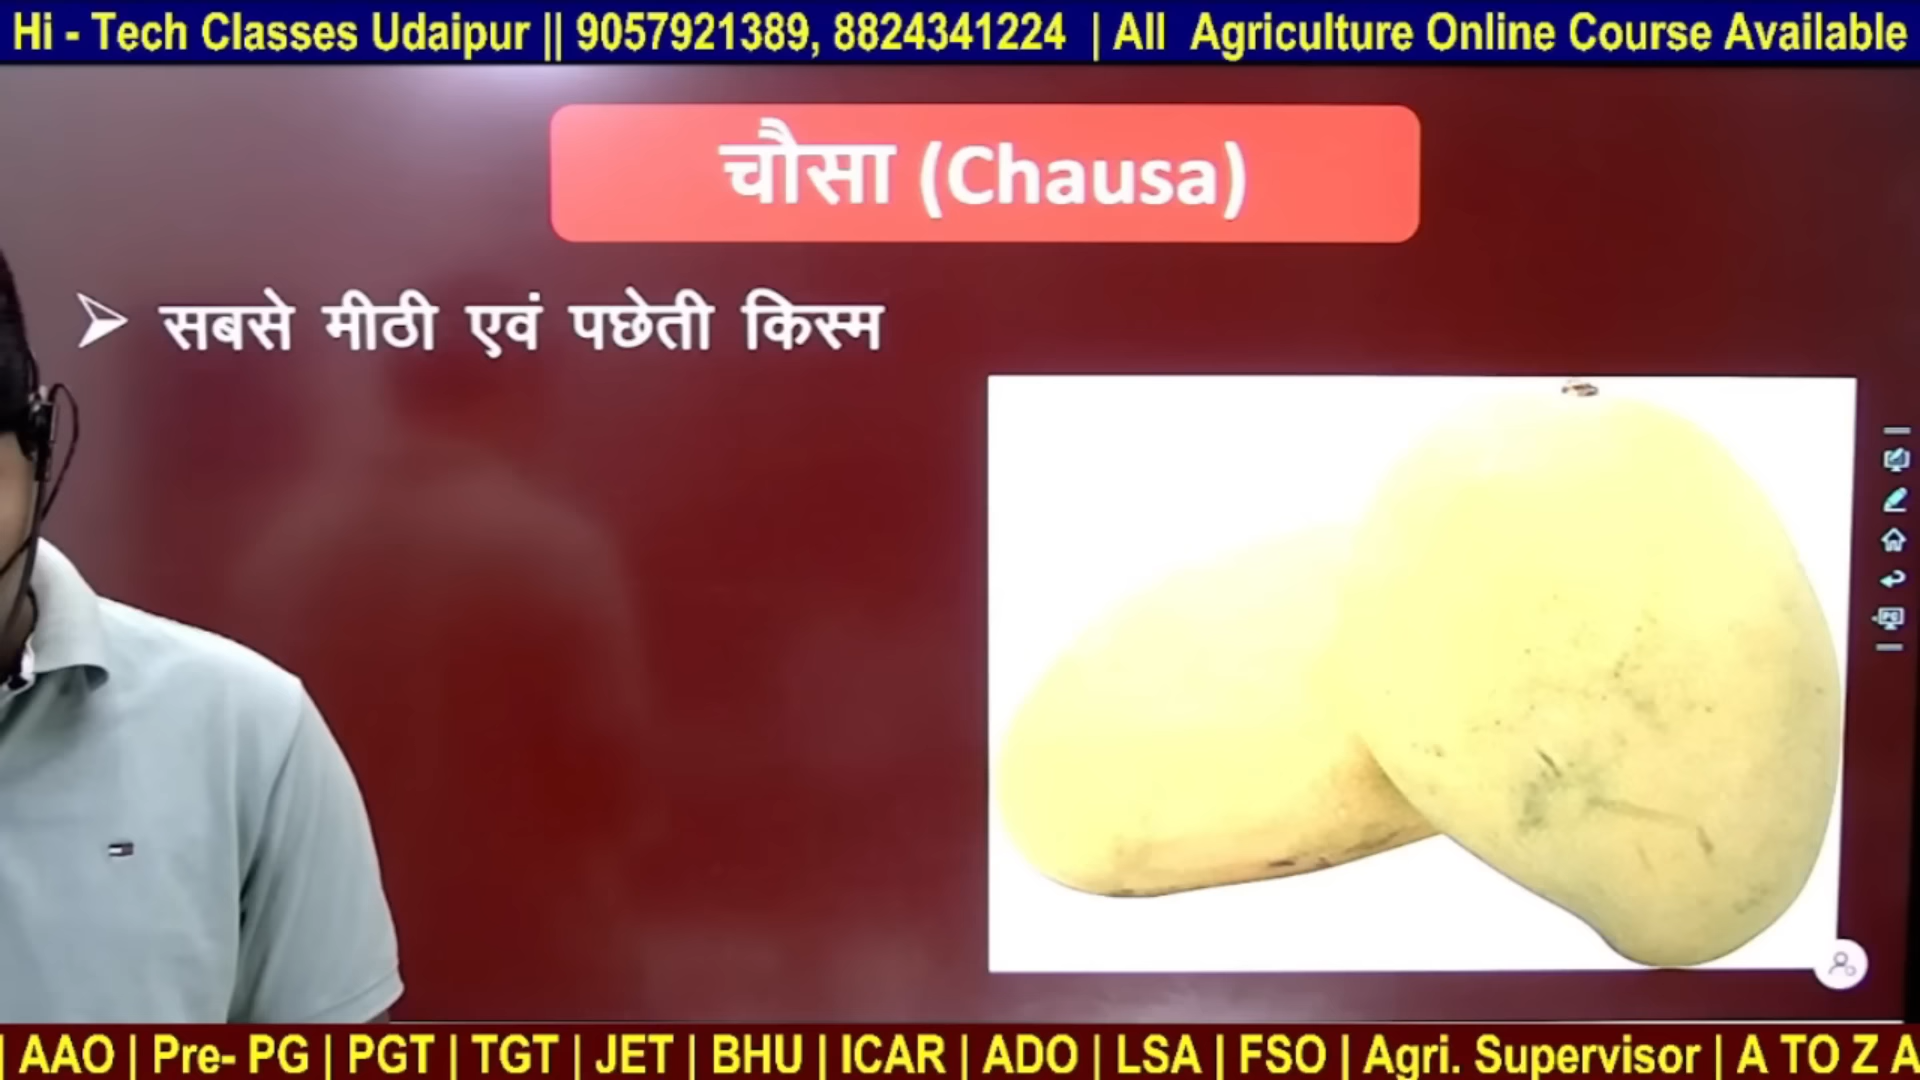 Hi - Tech Classes Udaipur || 9057921389, 8824341224 | All Agriculture Online Course Available
चौसा (Chausa)
➢ सबसे मीठी एवं पछेती किस्म
| AAO | Pre- PG | PGT | TGT | JET | BHU | ICAR | ADO | LSA | FSO | Agri. Supervisor | A TO Z A